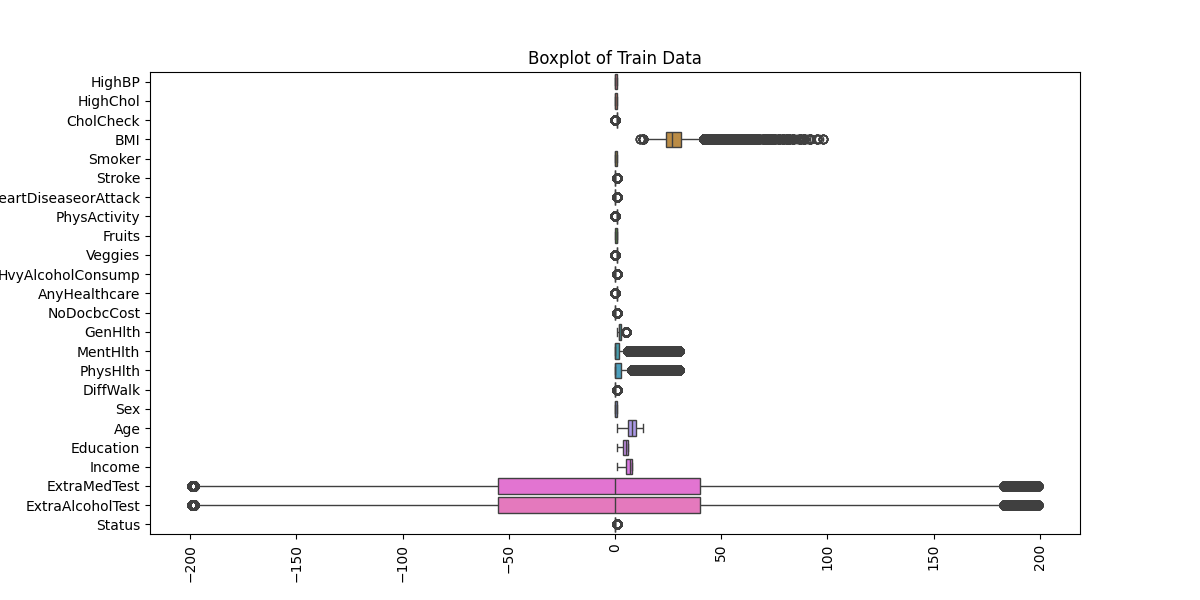 Boxplot of Train Data
HighBP
HighChol
CholCheck
BMI
Smoker
Stroke
eartDiseaseorAttack
PhysActivity
Fruits
Veggies
HvyAlcoholConsump
AnyHealthcare
NoDocbcCost
GenHlth
MentHlth
PhysHlth
DiffWalk
Sex
Age
Education
Income
ExtraMedTest
ExtraAlcoholTest
Status
−200
−150
−100
−50
0
50
100
150
200